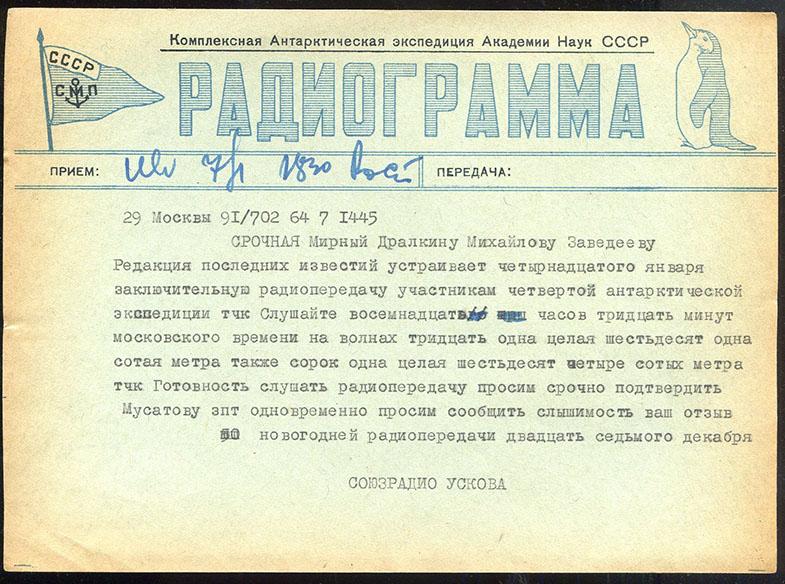 Комплексная Антарктическая экспедиция Академии Наук СССР
СССР
СМП
РАДИОГРАММА
ПРИЕМ: 7/I 1830
ПЕРЕДАЧА:
29 Москвы 9I/702 64 7 I445
СРОЧНАЯ Мирный Дралкину Михайлову Заведееву
Редакция последних известий устраивает четырнадцатого января
заключительную радиопередачу участникам четвертой антарктической
экспедиции тчк Слушайте восемнадцать часов тридцать минут
московского времени на волнах тридцать одна целая шестьдесят одна
сотая метра также сорок одна целая шестьдесят четыре сотых метра
тчк Готовность слушать радиопередачу просим срочно подтвердить
Мусатову зпт одновременно просим сообщить слышимость ваш отзыв
новогодней радиопередачи двадцать седьмого декабря
СОЮЗРАДИО УСКОВА